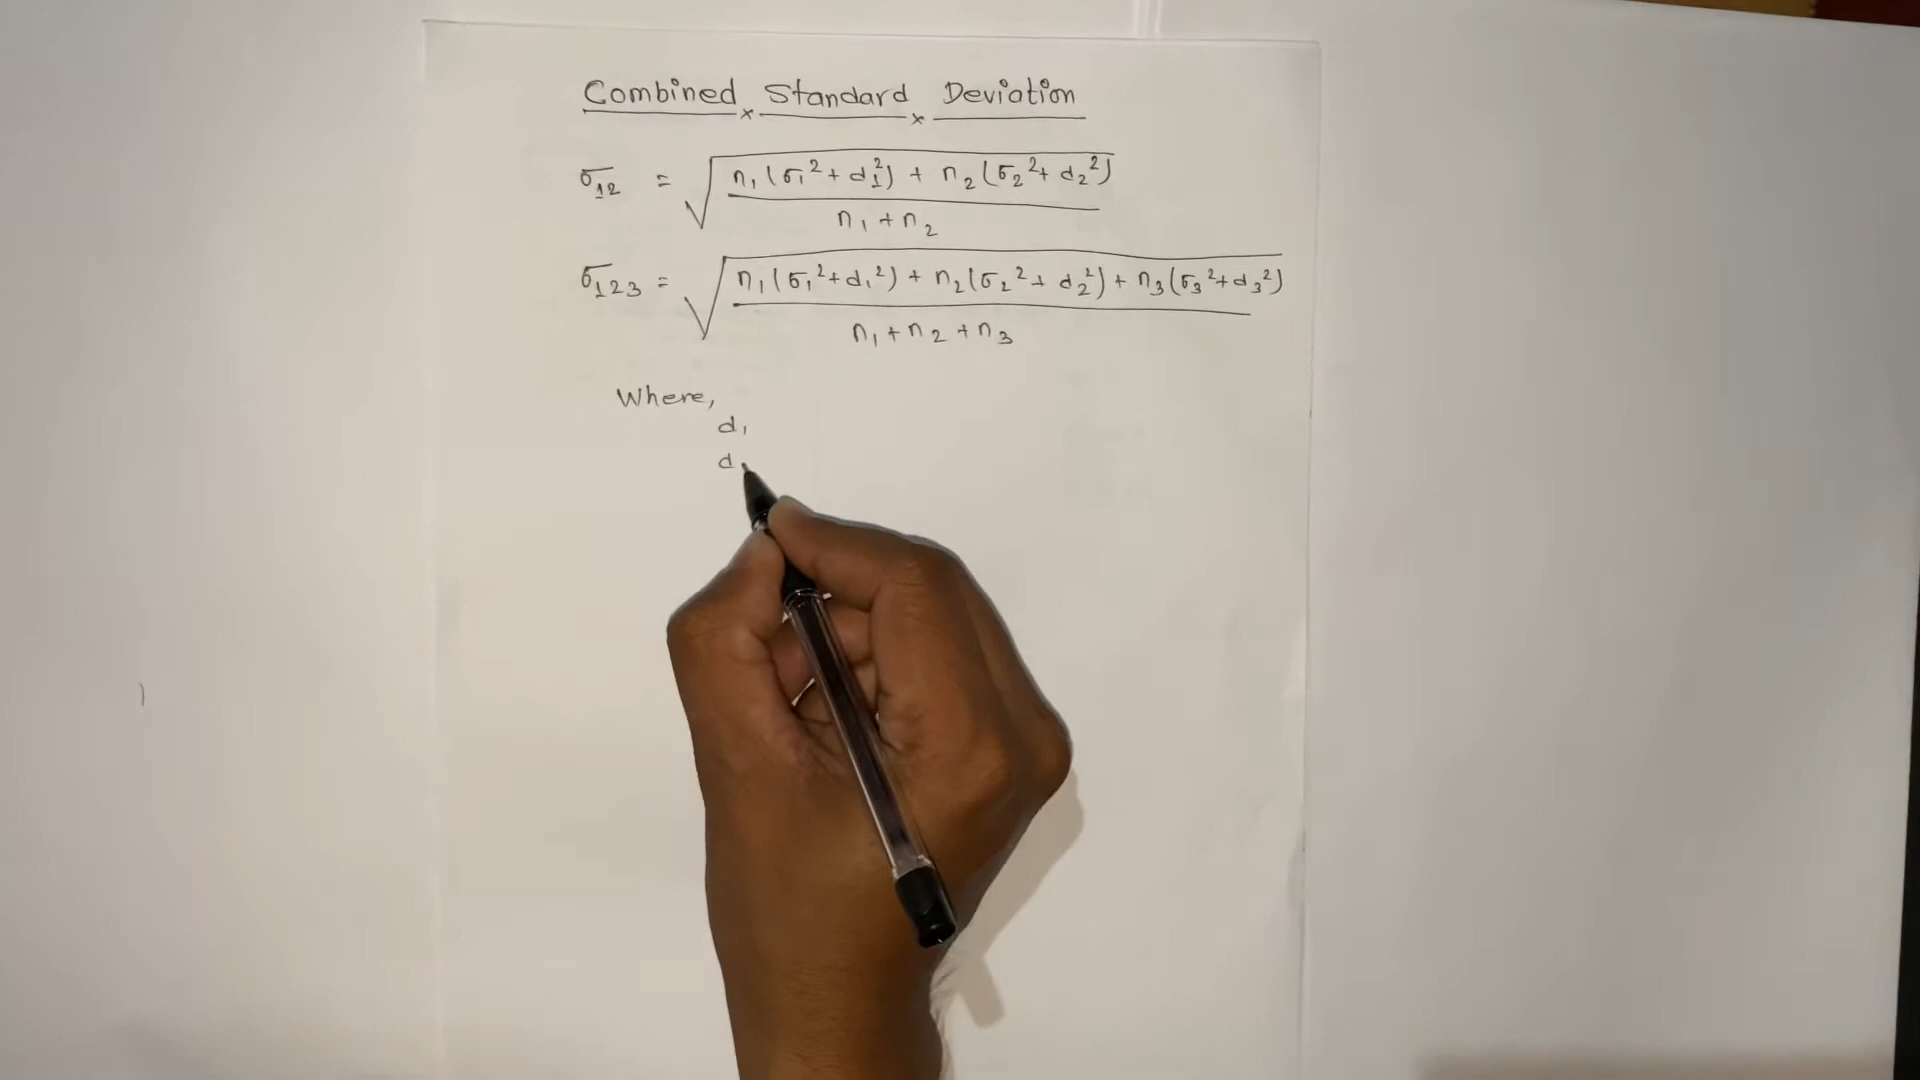 Combined Standard Deviation
σ₁₂ = √ n₁(σ₁² + d₁²) + n₂(σ₂² + d₂²)
n₁ + n₂
σ₁₂₃ = √ n₁(σ₁² + d₁²) + n₂(σ₂² + d₂²) + n₃(σ₃² + d₃²)
n₁ + n₂ + n₃
Where,
d₁
d